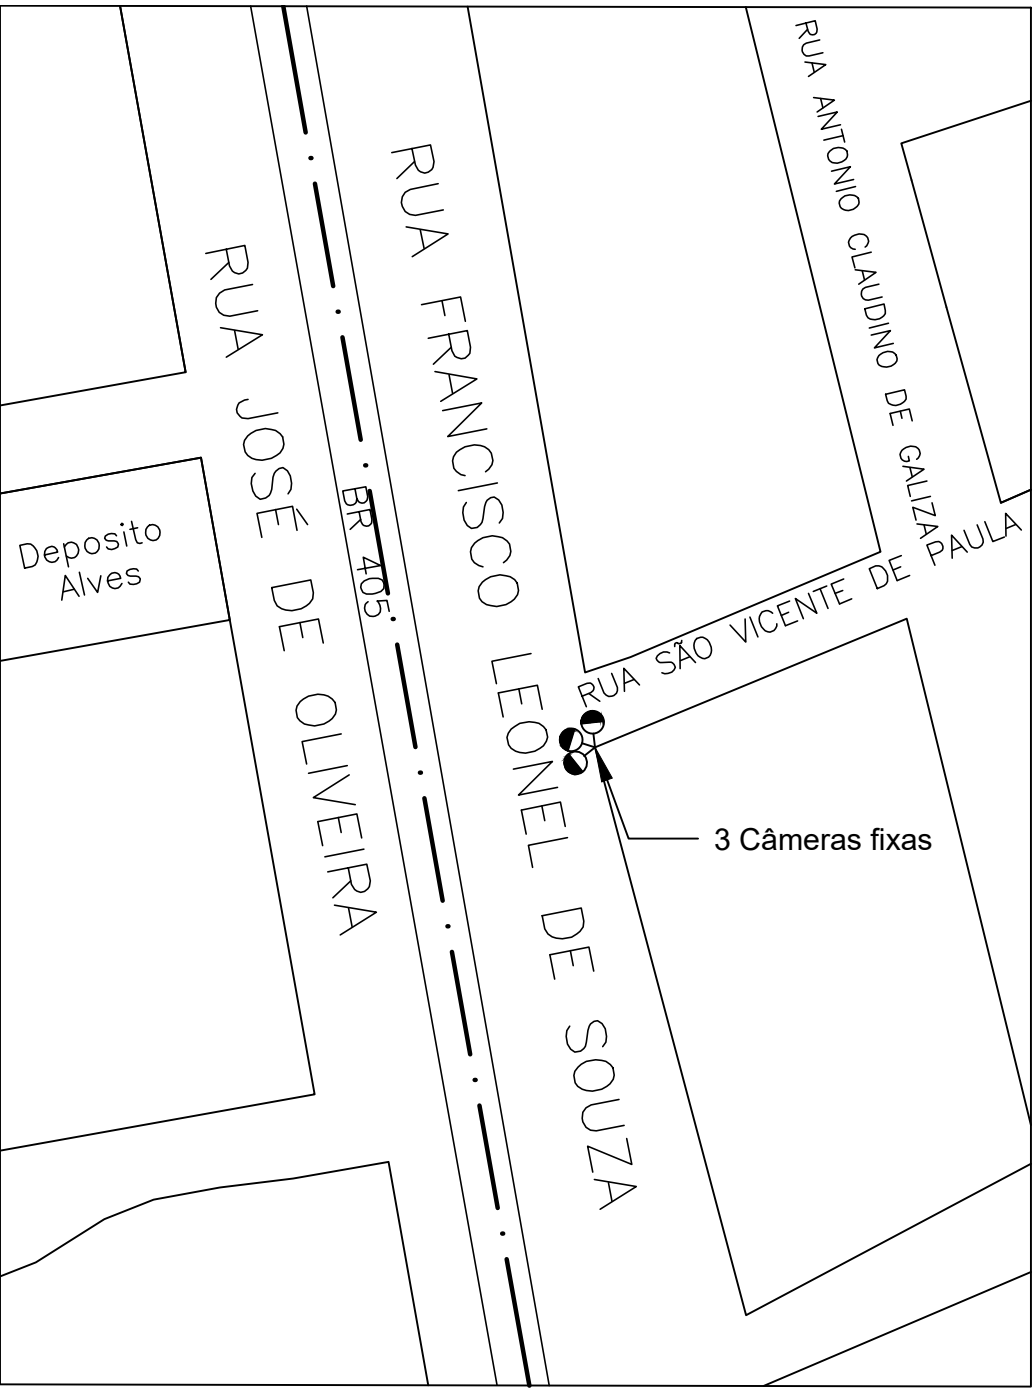 RUA ANTONIO CLAUDINO DE GALIZA
RUA FRANCISCO LEONEL DE SOUZA
RUA JOSÉ DE OLIVEIRA
BR 405
Deposito
Alves
RUA SÃO VICENTE DE PAULA
3 Câmeras fixas